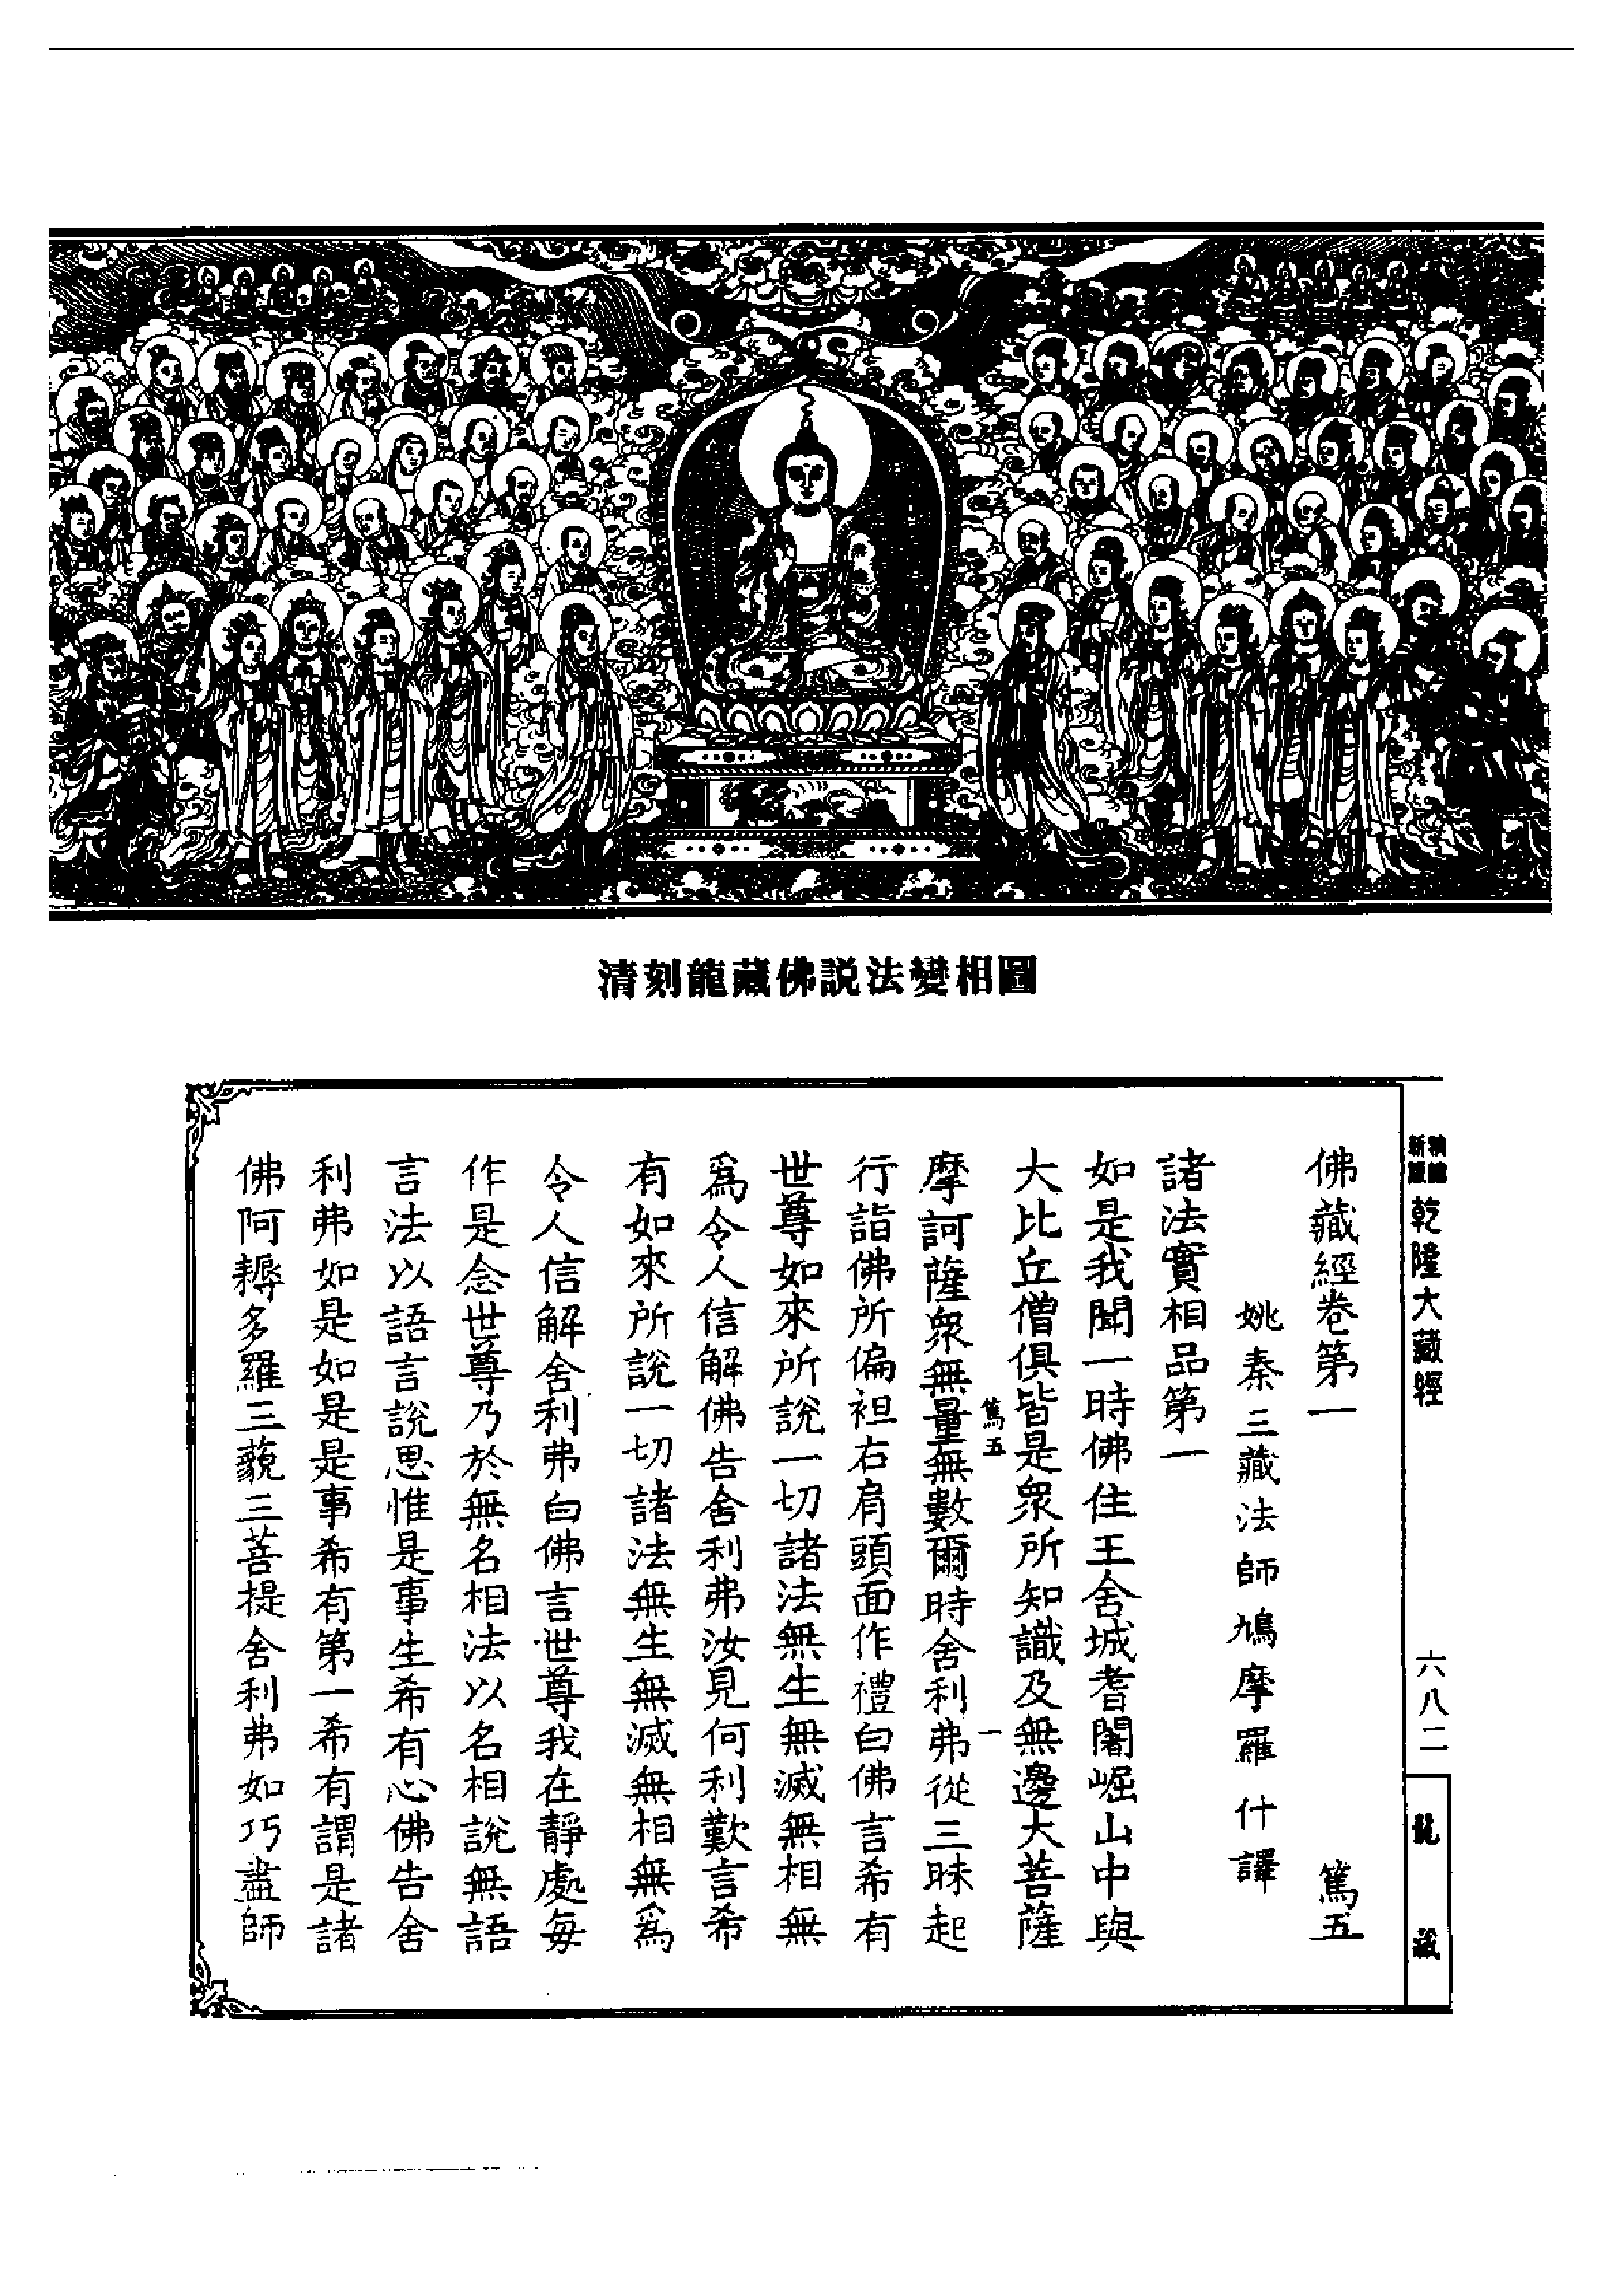 清刻龍藏佛説法變相圖
乾隆大藏經
六八二
龍藏
佛藏經卷第一 篤五
姚秦三藏法師鳩摩羅什譯
諸法實相品第一
如是我聞一時佛住王舍城耆闍崛山中與
大比丘僧俱皆是衆所知識及無邊大菩薩
篤五 一
摩訶薩衆無量無數爾時舍利弗從三昧起
行詣佛所偏袒右肩頭面作禮白佛言希有
世尊如來所説一切諸法無生無滅無相無
爲令人信解佛告舍利弗汝見何利歎言希
有如來所説一切諸法無生無滅無相無爲
令人信解舍利弗白佛言世尊我在靜處每
作是念世尊乃於無名相法以名相説無語
言法以語言説思惟是事生希有心佛告舍
利弗如是如是是事希有第一希有謂是諸
佛阿耨多羅三藐三菩提舍利弗如巧畫師